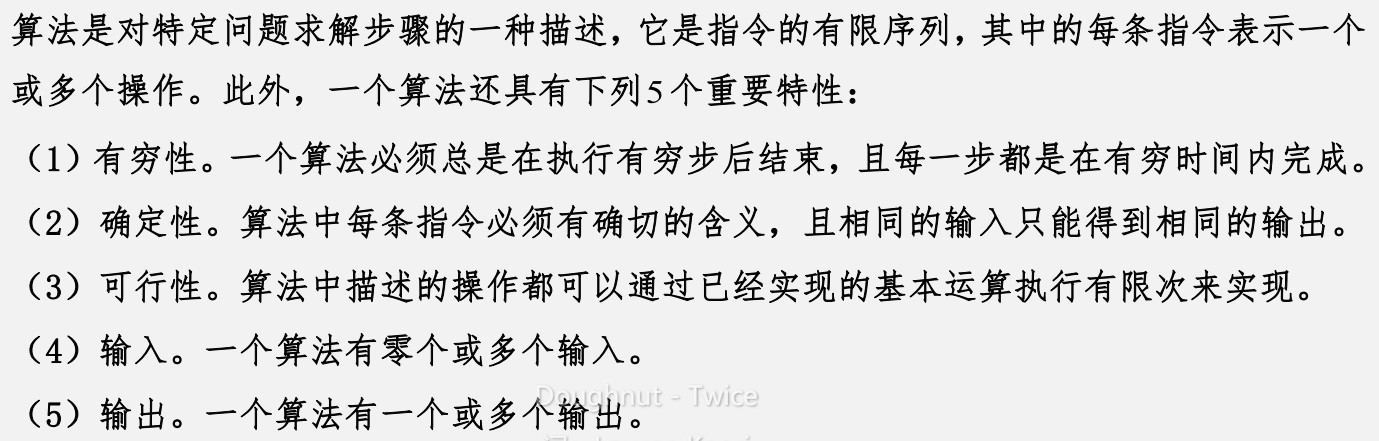 算法是对特定问题求解步骤的一种描述，它是指令的有限序列，其中的每条指令表示一个
或多个操作。此外，一个算法还具有下列5个重要特性：
（1）有穷性。一个算法必须总是在执行有穷步后结束，且每一步都是在有穷时间内完成。
（2）确定性。算法中每条指令必须有确切的含义，且相同的输入只能得到相同的输出。
（3）可行性。算法中描述的操作都可以通过已经实现的基本运算执行有限次来实现。
（4）输入。一个算法有零个或多个输入。
Doughnut - Twice
（5）输出。一个算法有一个或多个输出。